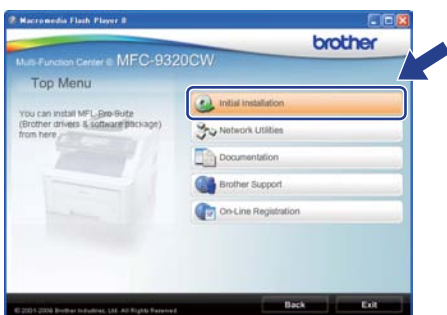 Macromedia Flash Player 8
brother
Multi-Function Center ® MFC-9320CW
Top Menu
You can install MFL-Pro Suite
(Brother drivers & software package)
from here.
Initial Installation
Network Utilities
Documentation
Brother Support
On-Line Registration
© 2001-2008 Brother Industries, Ltd. All Rights Reserved.
Back
Exit